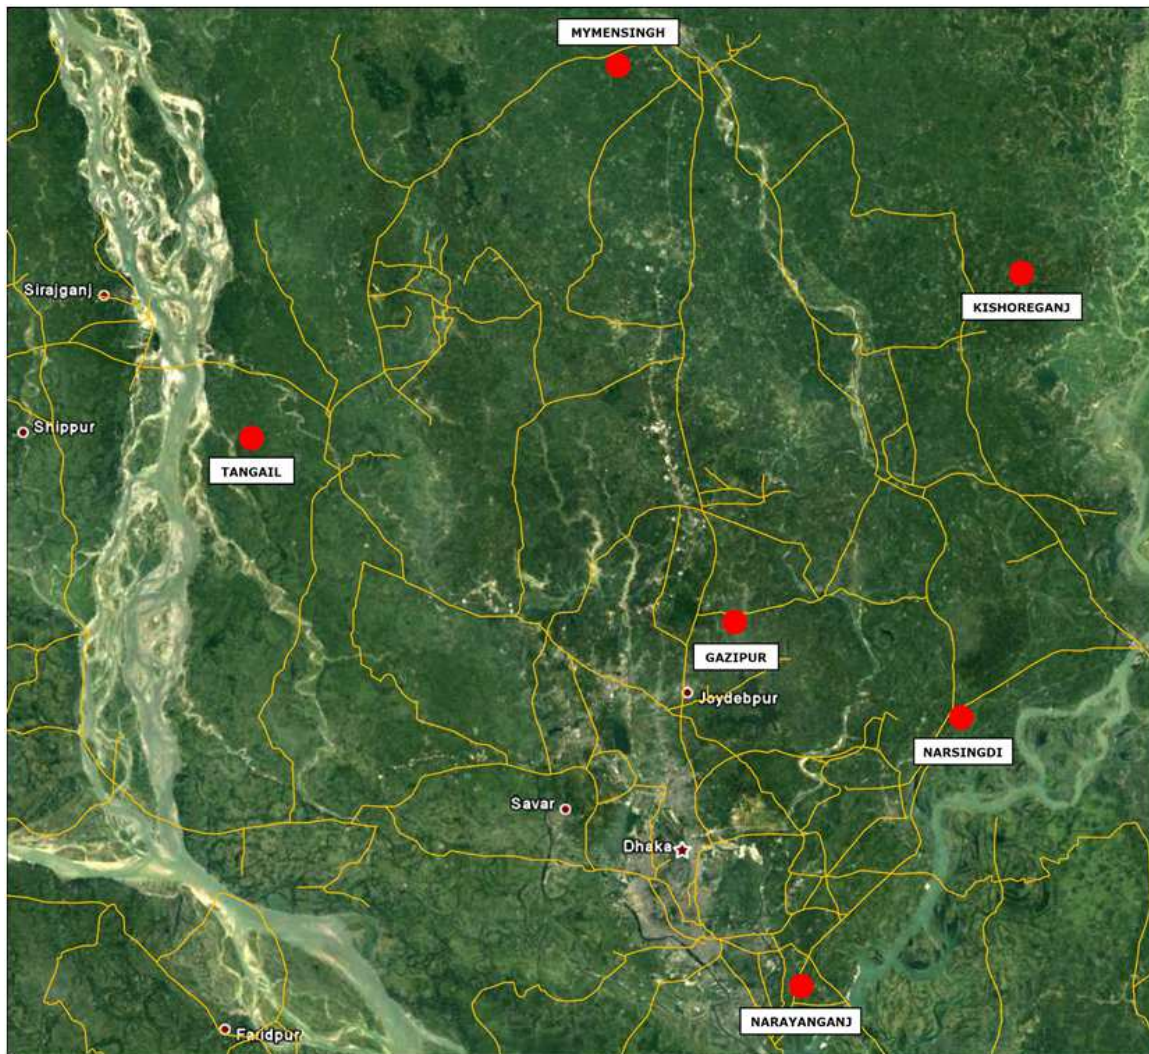 MYMENSINGH
Sirajganj
KISHOREGANJ
Shippur
TANGAIL
GAZIPUR
Joydebpur
NARSINGDI
Savar
Dhaka
NARAYANGANJ
Faridpur